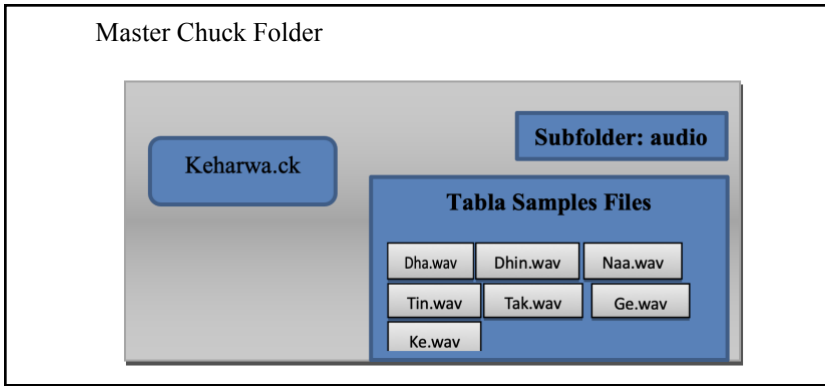 Master Chuck Folder
Keharwa.ck
Subfolder: audio
Tabla Samples Files
Dha.wav Dhin.wav Naa.wav
Tin.wav Tak.wav Ge.wav
Ke.wav